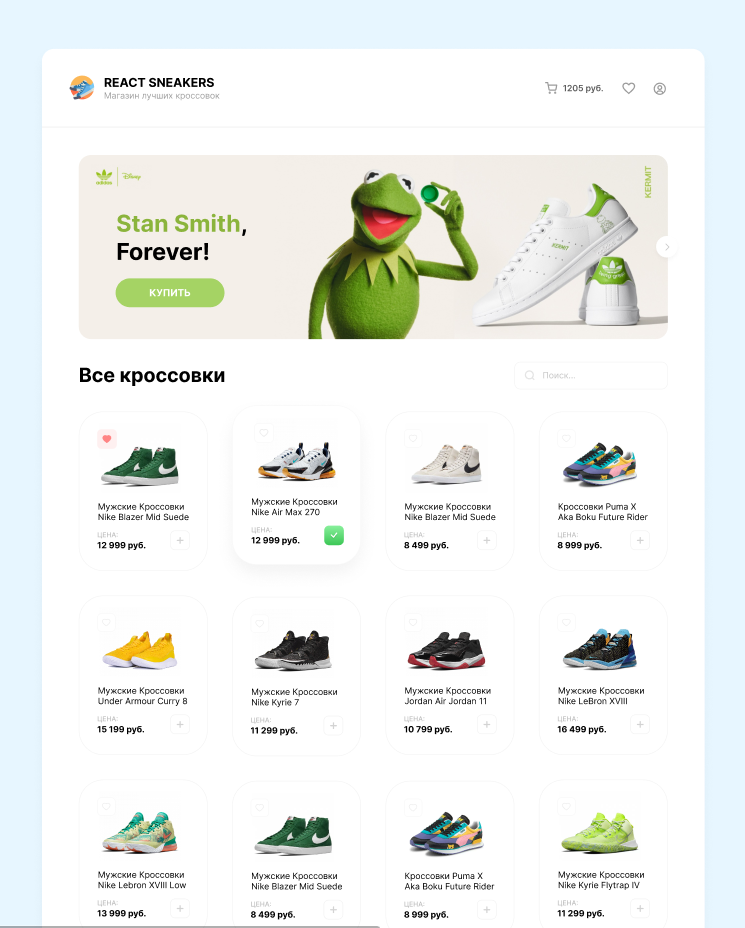 REACT SNEAKERS
Магазин лучших кроссовок
1205 руб.
adidas
Disney
KERMIT
Stan Smith,
Forever!
КУПИТЬ
KERMIT
Все кроссовки
Поиск...
Мужские Кроссовки
Nike Blazer Mid Suede
ЦЕНА:
12 999 руб.
Мужские Кроссовки
Nike Air Max 270
ЦЕНА:
12 999 руб.
Мужские Кроссовки
Nike Blazer Mid Suede
ЦЕНА:
8 499 руб.
Кроссовки Puma X
Aka Boku Future Rider
ЦЕНА:
8 999 руб.
Мужские Кроссовки
Under Armour Curry 8
ЦЕНА:
15 199 руб.
Мужские Кроссовки
Nike Kyrie 7
ЦЕНА:
11 299 руб.
Мужские Кроссовки
Jordan Air Jordan 11
ЦЕНА:
10 799 руб.
Мужские Кроссовки
Nike LeBron XVIII
ЦЕНА:
16 499 руб.
Мужские Кроссовки
Nike Lebron XVIII Low
ЦЕНА:
13 999 руб.
Мужские Кроссовки
Nike Blazer Mid Suede
ЦЕНА:
8 499 руб.
Кроссовки Puma X
Aka Boku Future Rider
ЦЕНА:
8 999 руб.
Мужские Кроссовки
Nike Kyrie Flytrap IV
ЦЕНА:
11 299 руб.